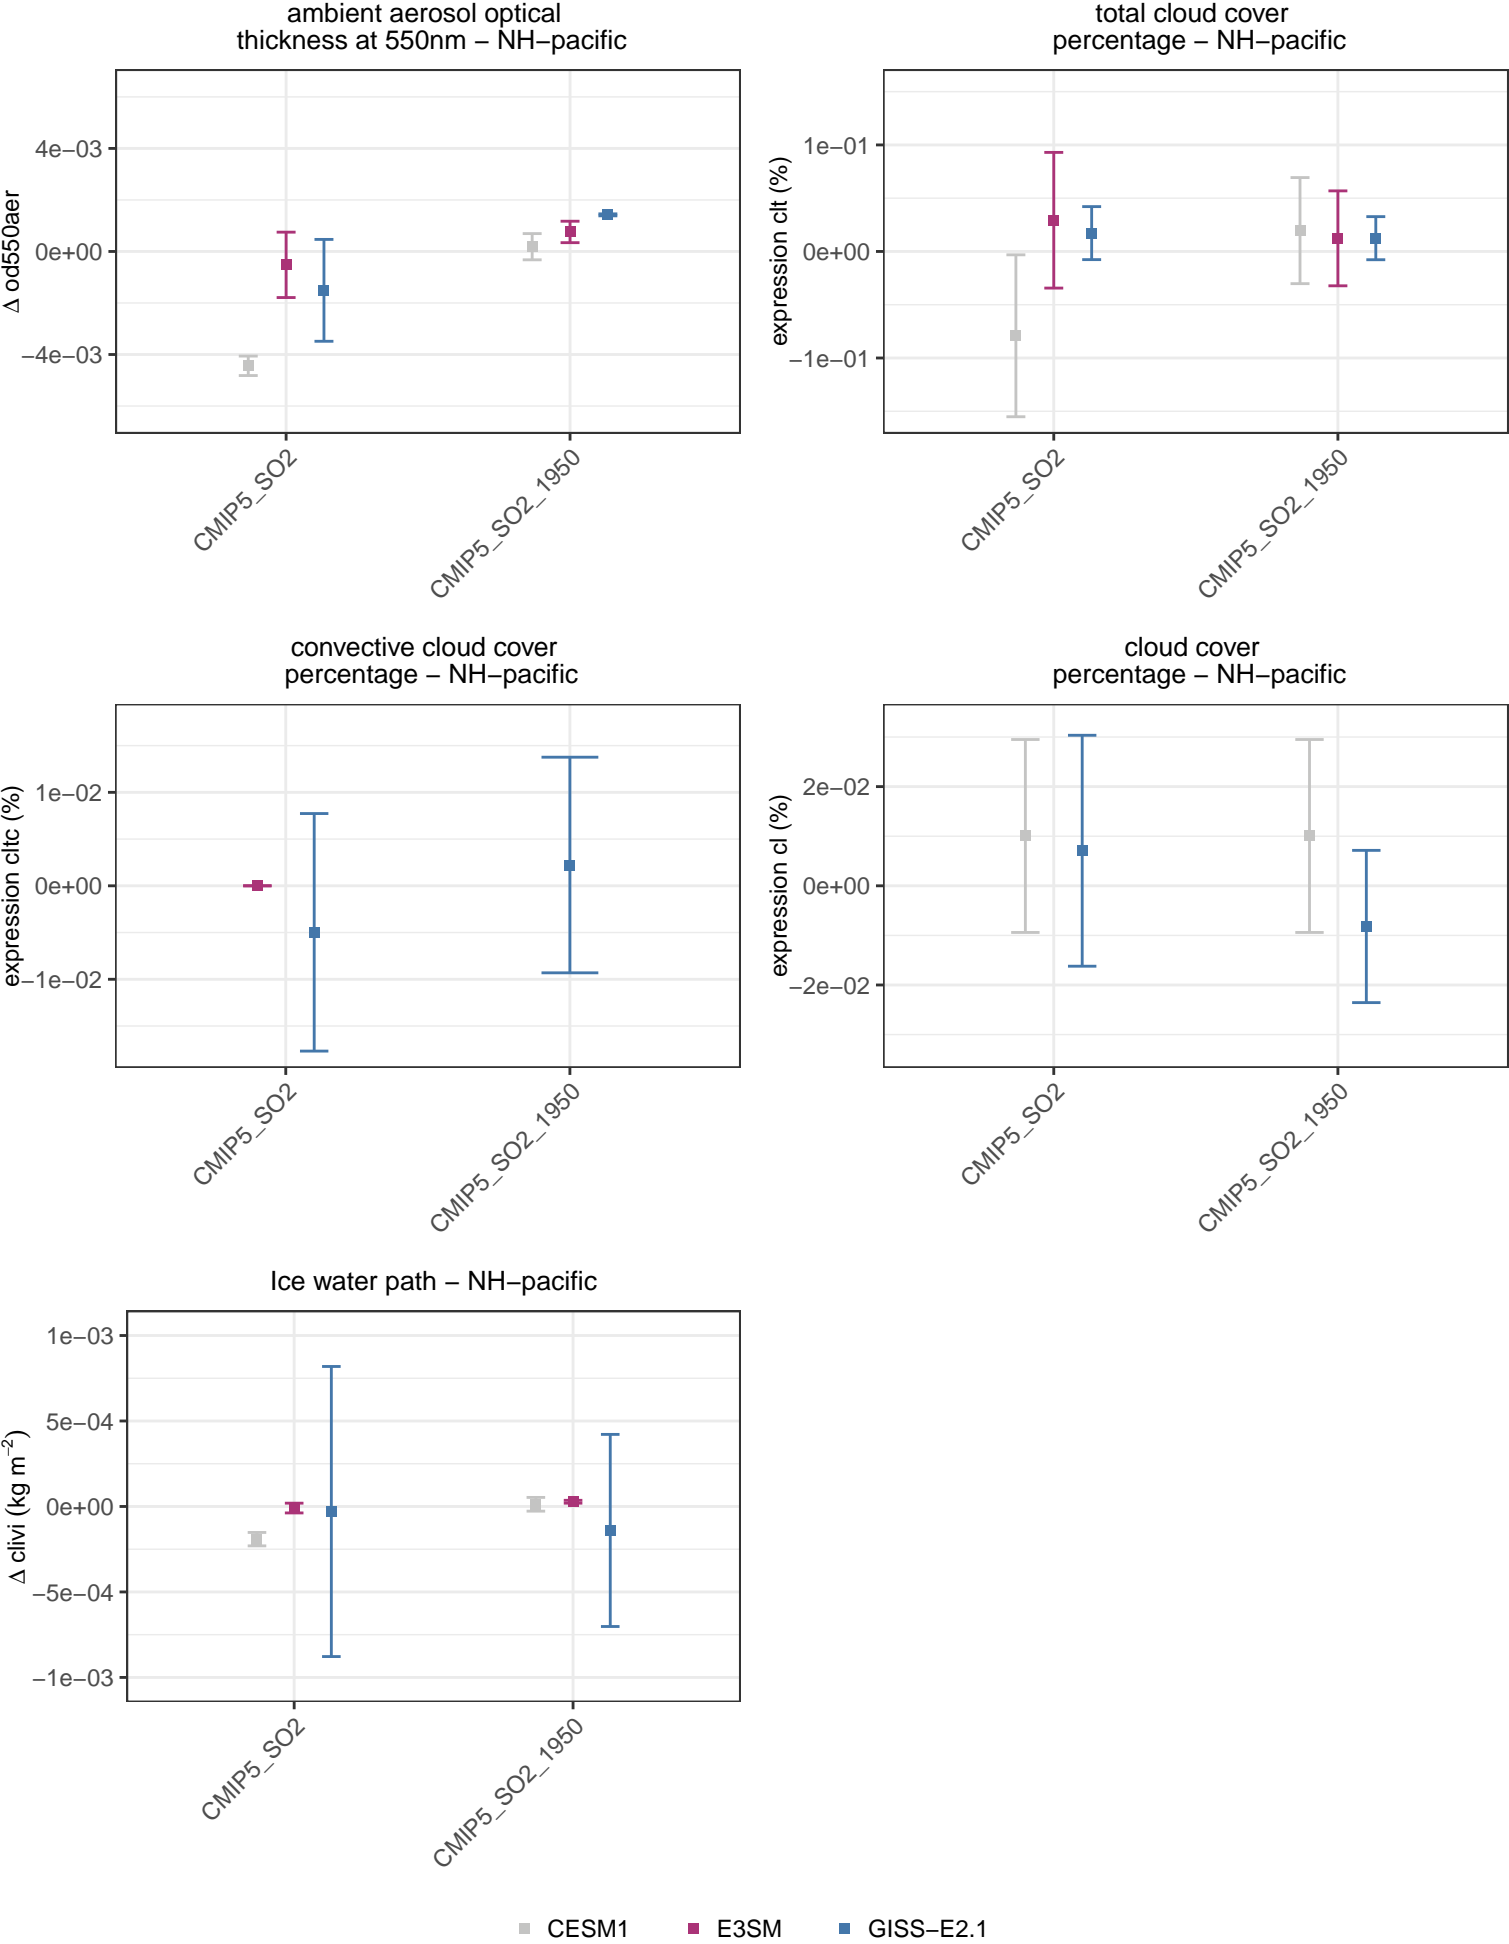 ambient aerosol optical
thickness at 550nm − NH−pacific
Δ od550aer
4e−03
0e+00
−4e−03
CMIP5_SO2
CMIP5_SO2_1950
total cloud cover
percentage − NH−pacific
expression clt (%)
1e−01
0e+00
−1e−01
CMIP5_SO2
CMIP5_SO2_1950
convective cloud cover
percentage − NH−pacific
expression cltc (%)
1e−02
0e+00
−1e−02
CMIP5_SO2
CMIP5_SO2_1950
cloud cover
percentage − NH−pacific
expression cl (%)
2e−02
0e+00
−2e−02
CMIP5_SO2
CMIP5_SO2_1950
Ice water path − NH−pacific
Δ clivi (kg m⁻²)
1e−03
5e−04
0e+00
−5e−04
−1e−03
CMIP5_SO2
CMIP5_SO2_1950
CESM1 E3SM GISS−E2.1